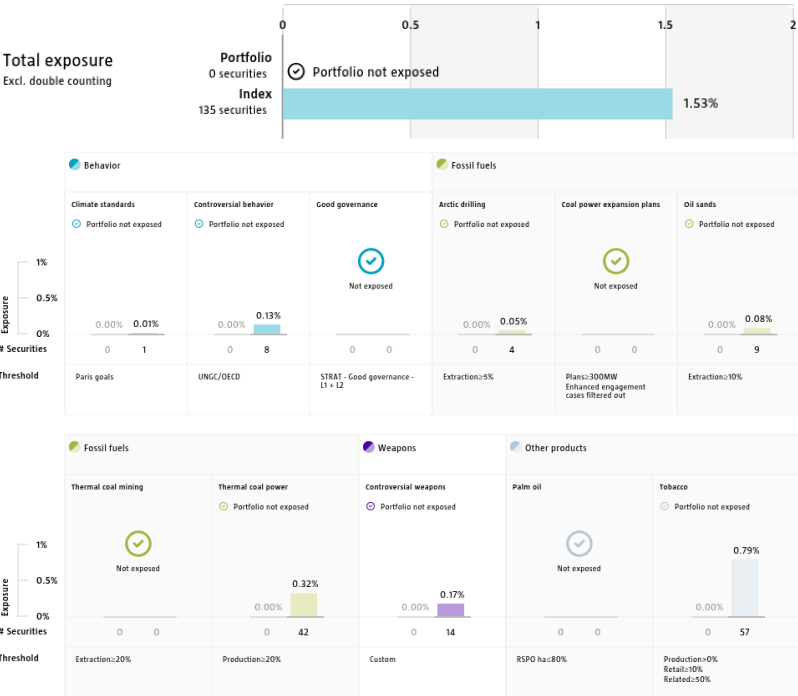 0 0.5 1 1.5 2
Total exposure
Excl. double counting
Portfolio
0 securities
Portfolio not exposed
Index
135 securities
1.53%
Behavior
Fossil fuels
Climate standards
Controversial behavior
Good governance
Arctic drilling
Coal power expansion plans
Oil sands
Portfolio not exposed
Portfolio not exposed
Not exposed
Portfolio not exposed
Not exposed
Portfolio not exposed
Exposure
1%
0.5%
0%
0.00% 0.01%
0.00% 0.13%
0.00% 0.05%
0.00% 0.08%
# Securities
0 1
0 8
0 0
0 4
0 0
0 9
Threshold
Paris goals
UNGC/OECD
STRAT - Good governance -
L1 + L2
Extraction≥5%
Plans≥300MW
Enhanced engagement
cases filtered out
Extraction≥10%
Fossil fuels
Weapons
Other products
Thermal coal mining
Thermal coal power
Controversial weapons
Palm oil
Tobacco
Not exposed
Portfolio not exposed
Portfolio not exposed
Not exposed
Portfolio not exposed
Exposure
1%
0.5%
0%
0.00% 0.32%
0.00% 0.17%
0.00% 0.79%
# Securities
0 0
0 42
0 14
0 0
0 57
Threshold
Extraction≥20%
Production≥20%
Custom
RSPO ha≤80%
Production>0%
Retail≥10%
Related≥50%